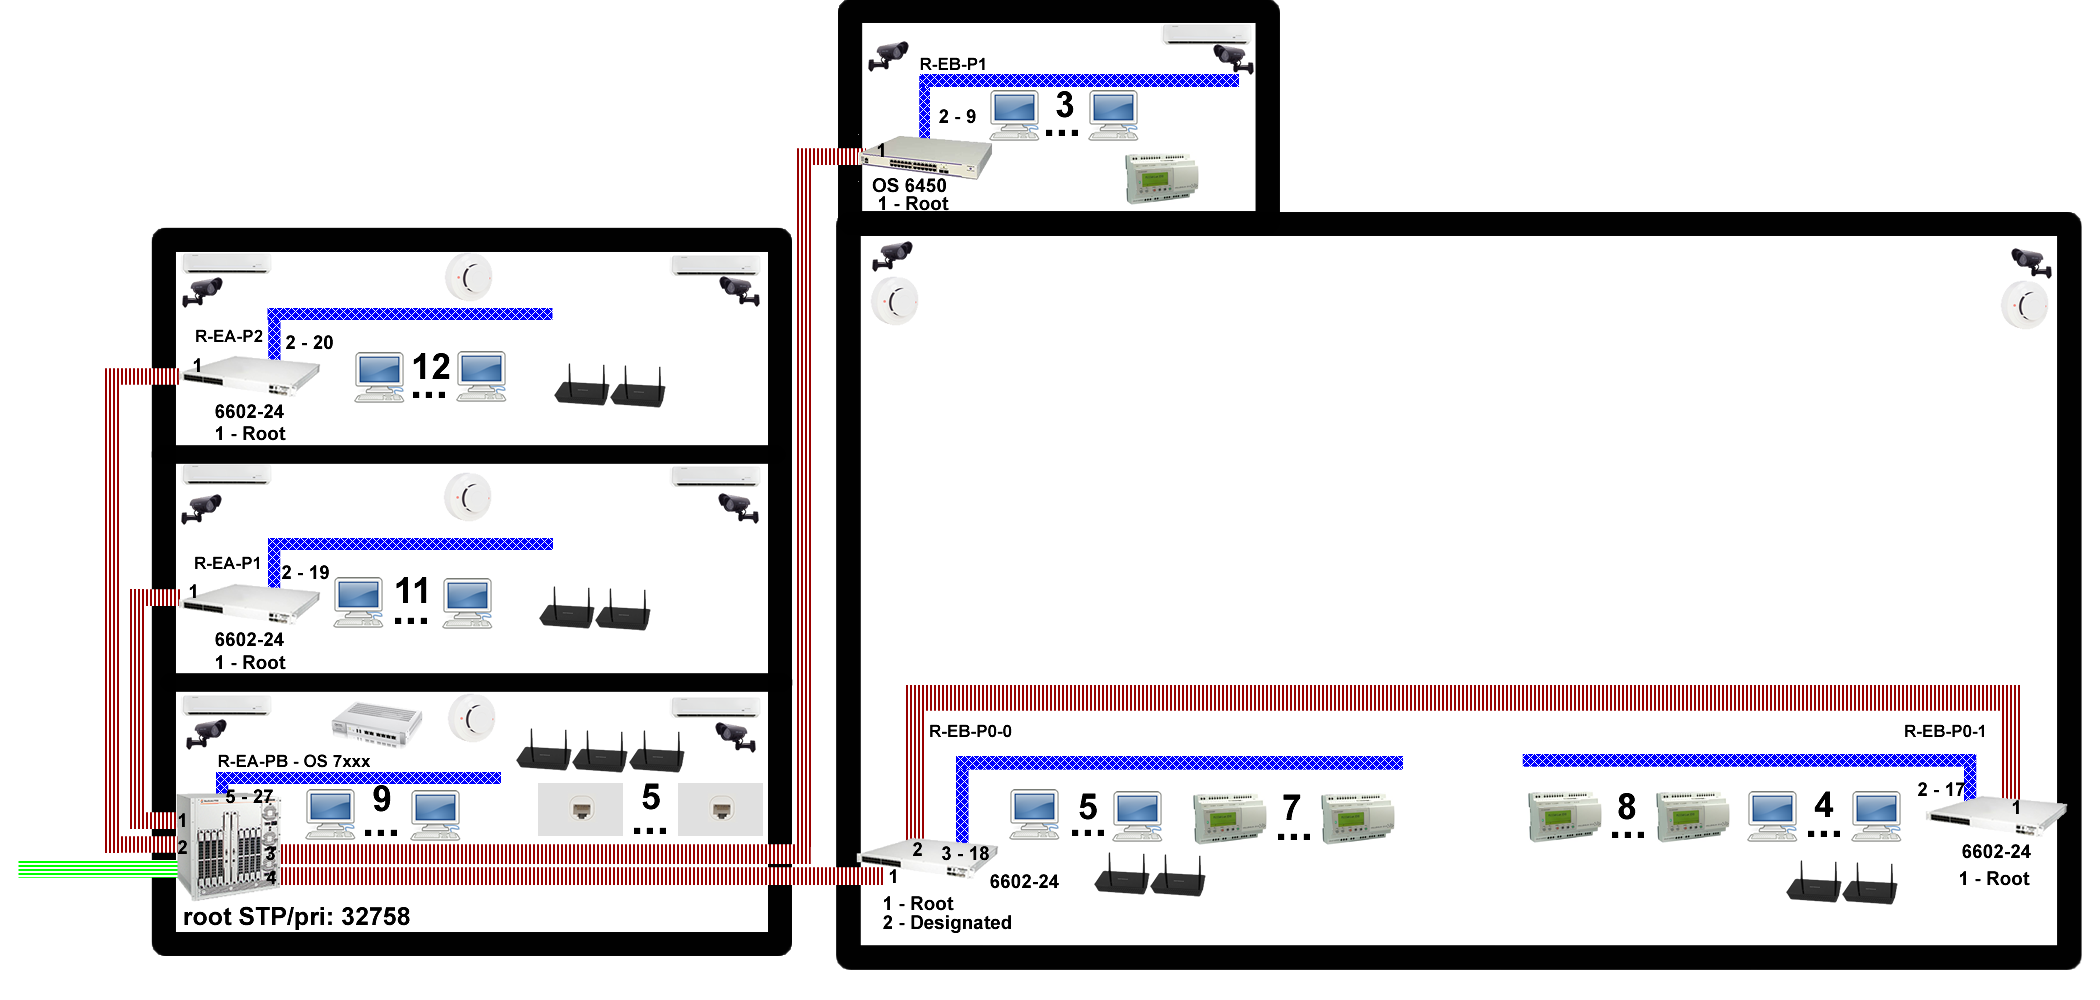 R-EB-P1
3
2 - 9
...
1
OS 6450
1 - Root
R-EA-P2
2 - 20
1
12
...
6602-24
1 - Root
R-EA-P1
2 - 19
1
11
...
6602-24
1 - Root
R-EA-PB - OS 7xxx
5 - 27
9
...
5
...
1
2
3
4
root STP/pri: 32758
R-EB-P0-0
2
3 - 18
1
6602-24
1 - Root
2 - Designated
5
...
7
...
R-EB-P0-1
8
...
4
...
2 - 17
1
6602-24
1 - Root